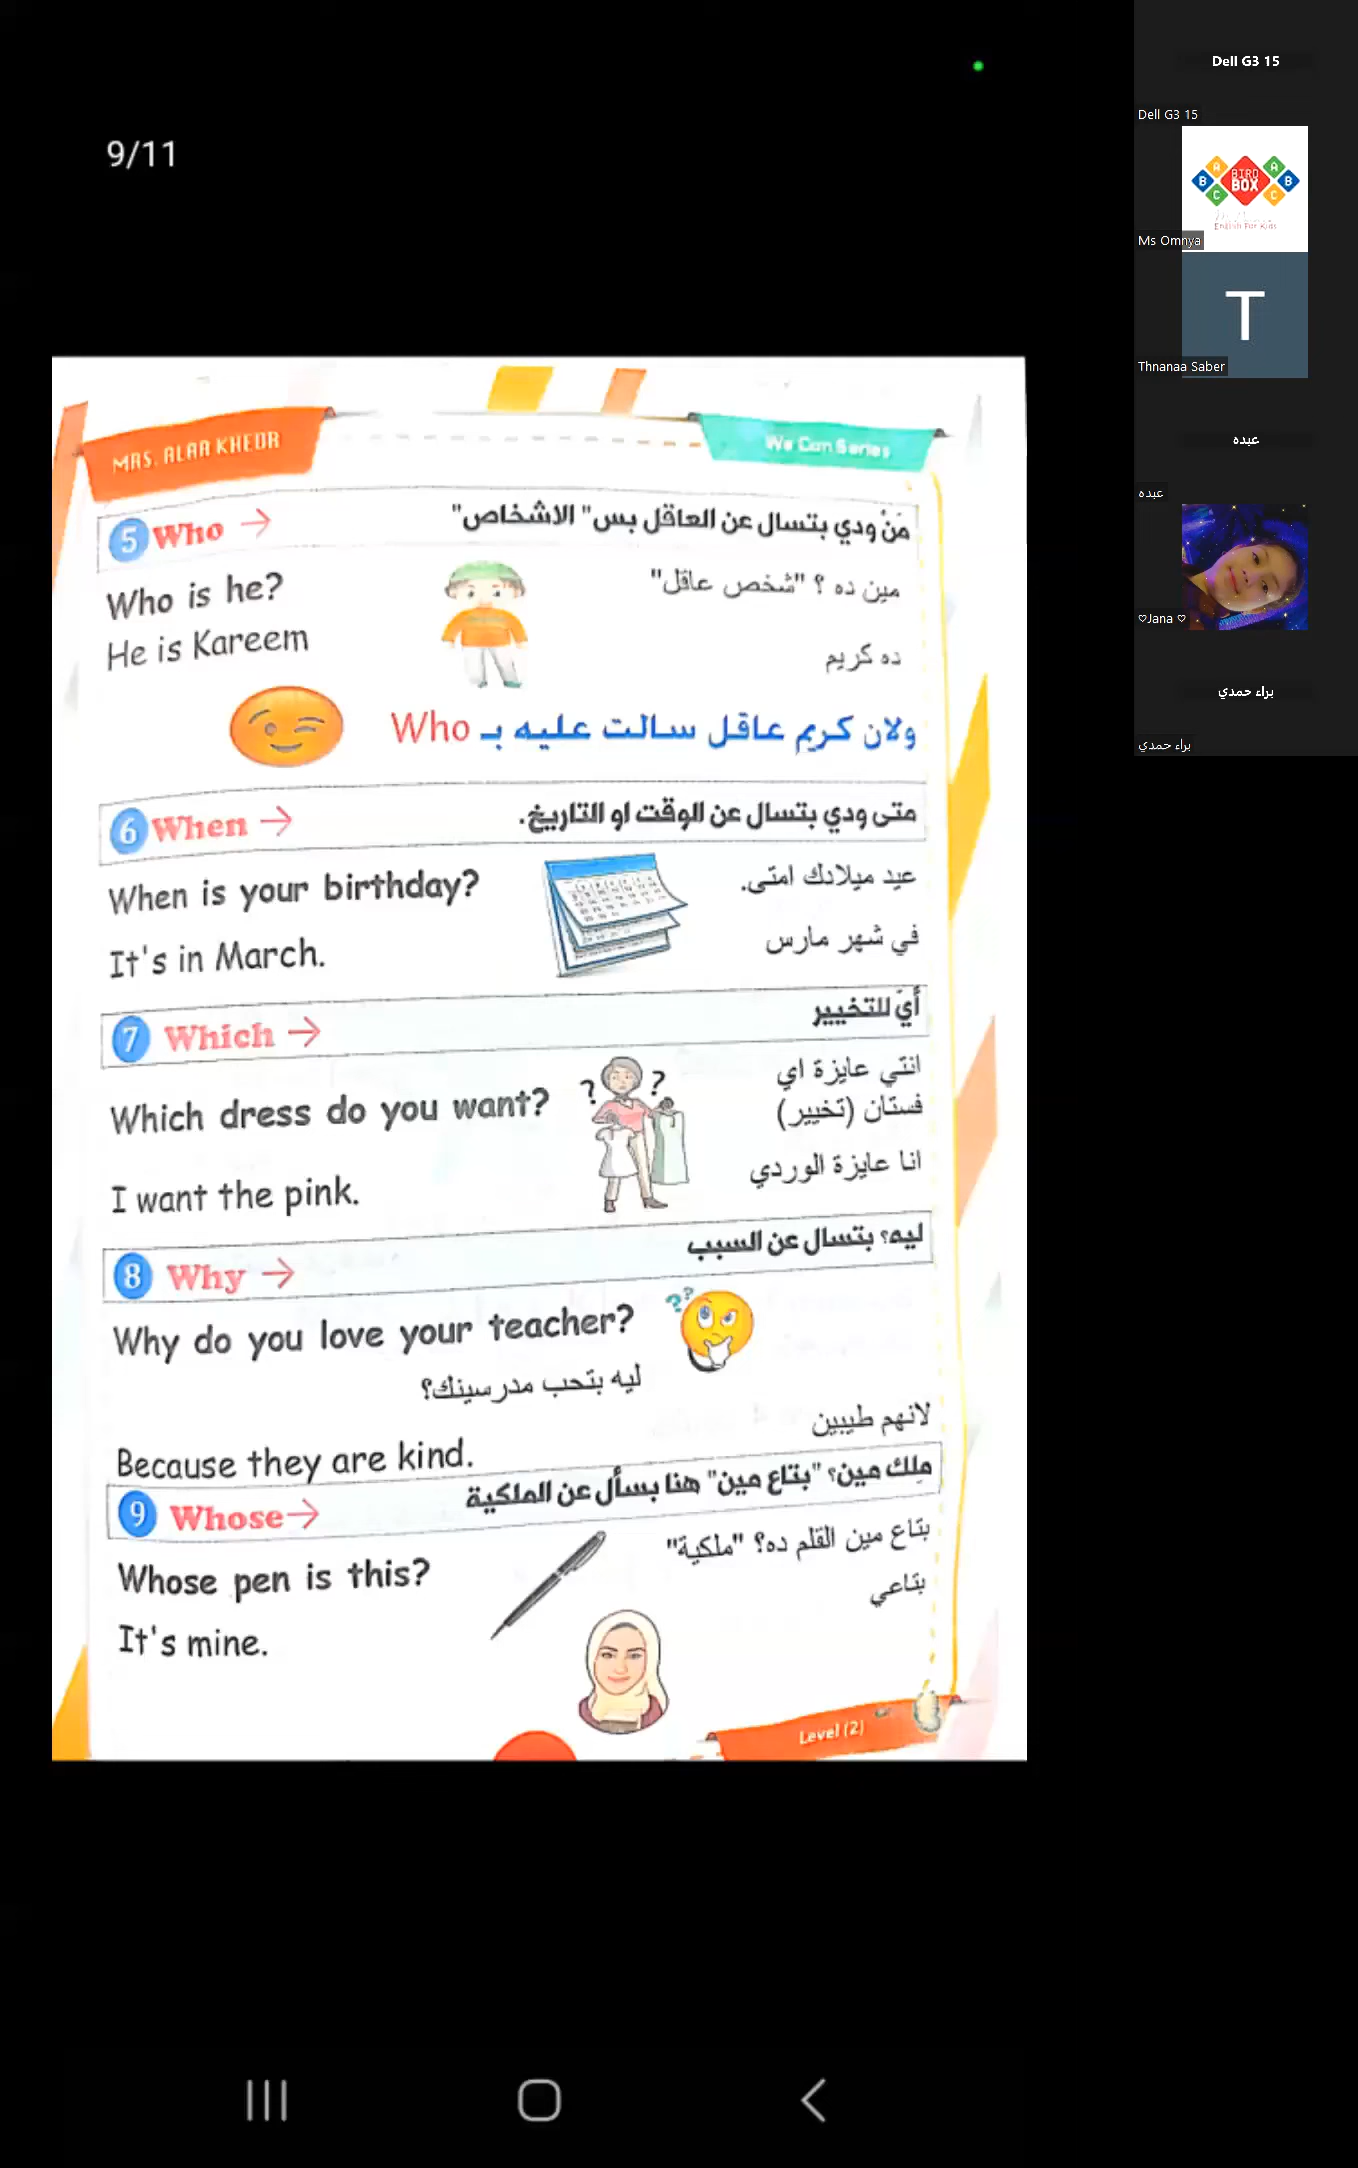 9/11
MRS. ALAA KHEDR
We Can Series
5 Who → مَنْ ودي بتسال عن العاقل بس" الاشخاص"
Who is he?
مين ده ؟ "شخص عاقل"
He is Kareem
ده كريم
ولان كريم عاقل سالت عليه بـ Who
6 When → متى ودي بتسال عن الوقت او التاريخ.
When is your birthday?
عيد ميلادك امتى.
It's in March.
في شهر مارس
7 Which → أيّ للتخيير
Which dress do you want?
? ?
انتي عايزة اي
فستان (تخيير)
I want the pink.
انا عايزة الوردي
8 Why → ليه؟ بتسال عن السبب
Why do you love your teacher?
??
ليه بتحب مدرسينك؟
Because they are kind.
لانهم طيبين
9 Whose → مِلك مين؟ "بتاع مين" هنا بسأل عن الملكية
Whose pen is this?
بتاع مين القلم ده؟ "ملكية"
It's mine.
بتاعي
Level (2)
Dell G3 15
Dell G3 15
A A
B BIRD BOX B
C C
English For Kids
Ms Omnya
T
Thnanaa Saber
عبده
عبده
♡Jana ♡
براء حمدي
براء حمدي